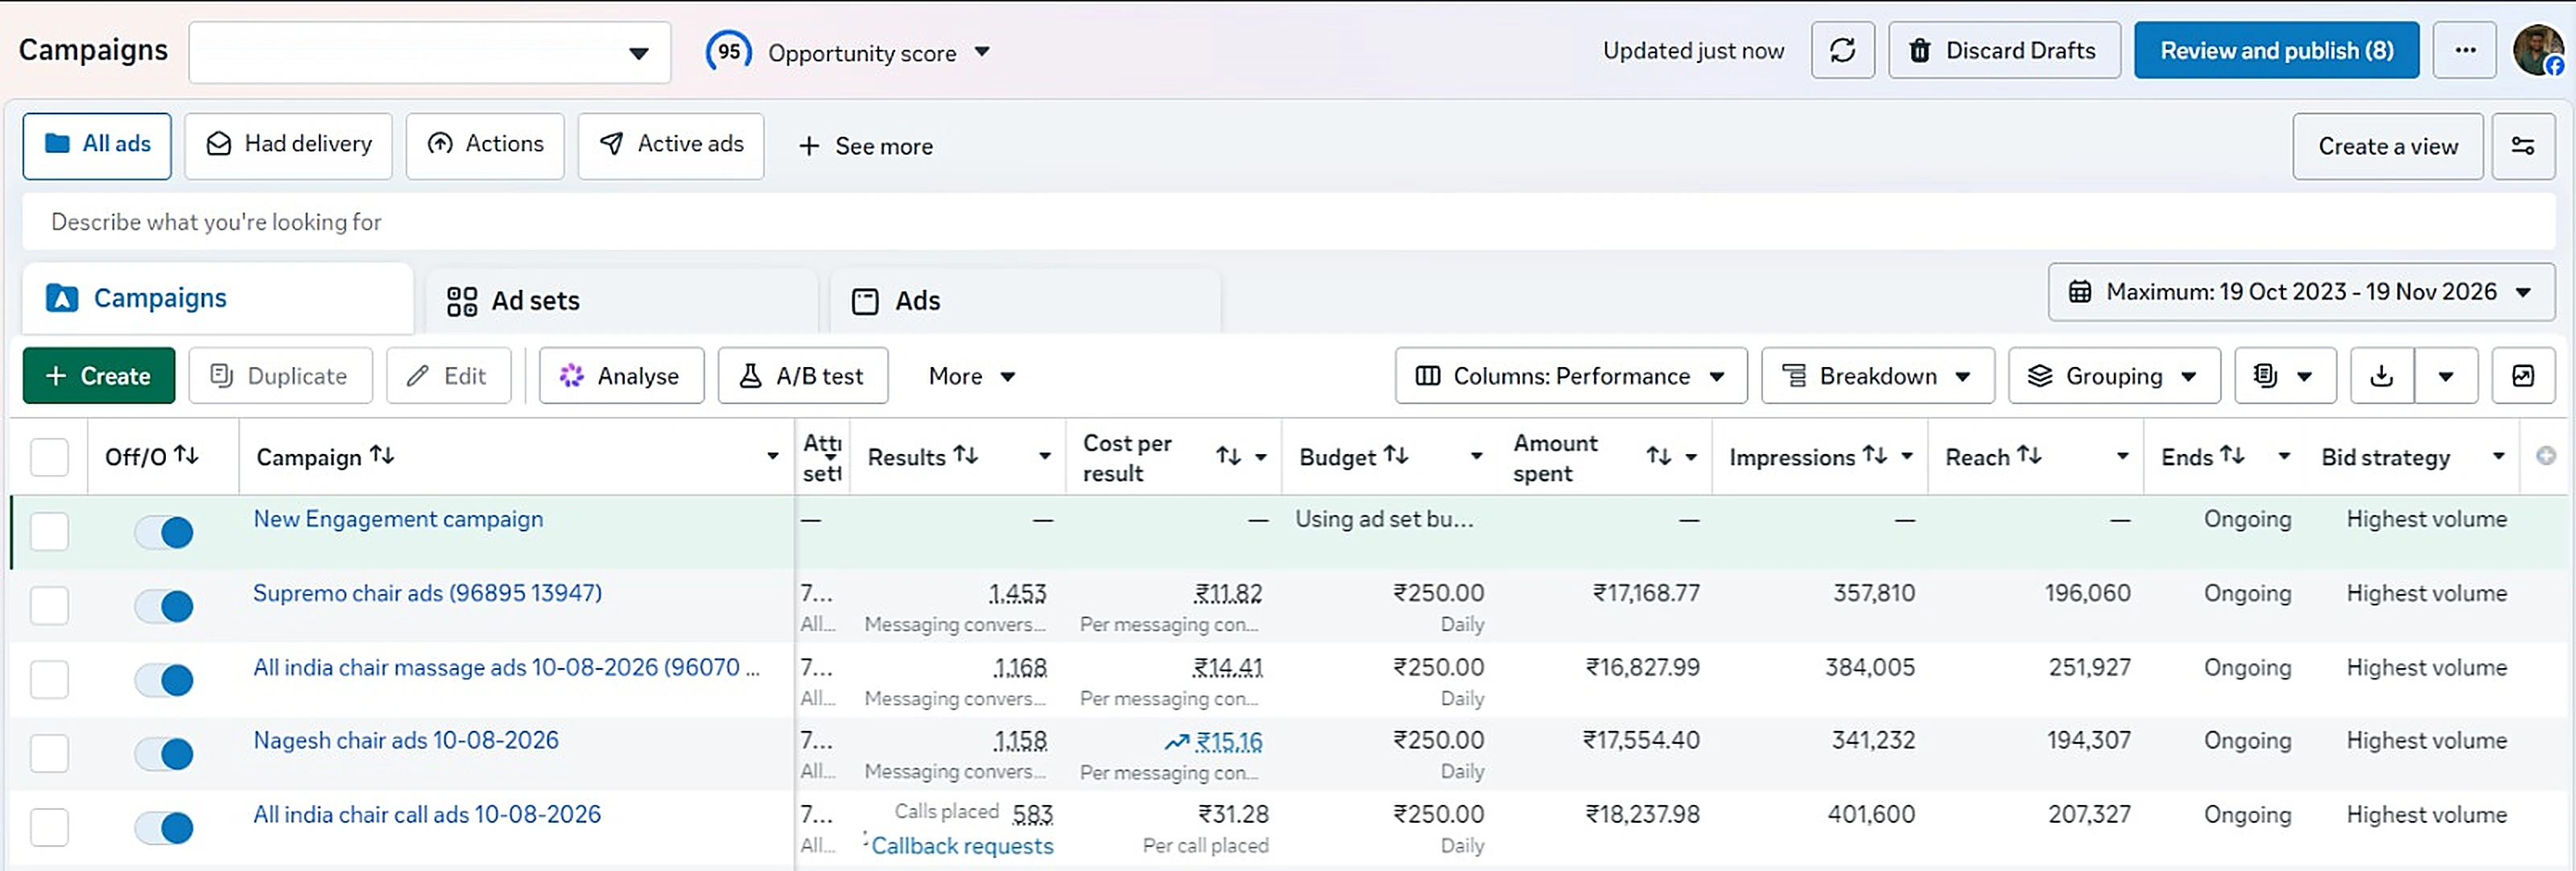 Campaigns
95 Opportunity score
Updated just now
Discard Drafts
Review and publish (8)
All ads
Had delivery
Actions
Active ads
+ See more
Create a view
Describe what you're looking for
Campaigns
Ad sets
Ads
Maximum: 19 Oct 2023 - 19 Nov 2026
+ Create
Duplicate
Edit
Analyse
A/B test
More
Columns: Performance
Breakdown
Grouping
Off/O Campaign Results Cost per result Budget Amount spent Impressions Reach Ends Bid strategy
New Engagement campaign — — — Using ad set bu... — — — Ongoing Highest volume
Supremo chair ads (96895 13947) 7... 1,453 ₹11.82 ₹250.00 ₹17,168.77 357,810 196,060 Ongoing Highest volume
All... Messaging convers... Per messaging con... Daily
All india chair massage ads 10-08-2026 (96070 ... 7... 1,168 ₹14.41 ₹250.00 ₹16,827.99 384,005 251,927 Ongoing Highest volume
All... Messaging convers... Per messaging con... Daily
Nagesh chair ads 10-08-2026 7... 1,158 ₹15.16 ₹250.00 ₹17,554.40 341,232 194,307 Ongoing Highest volume
All... Messaging convers... Per messaging con... Daily
All india chair call ads 10-08-2026 7... Calls placed 583 ₹31.28 ₹250.00 ₹18,237.98 401,600 207,327 Ongoing Highest volume
All... Callback requests Per call placed Daily